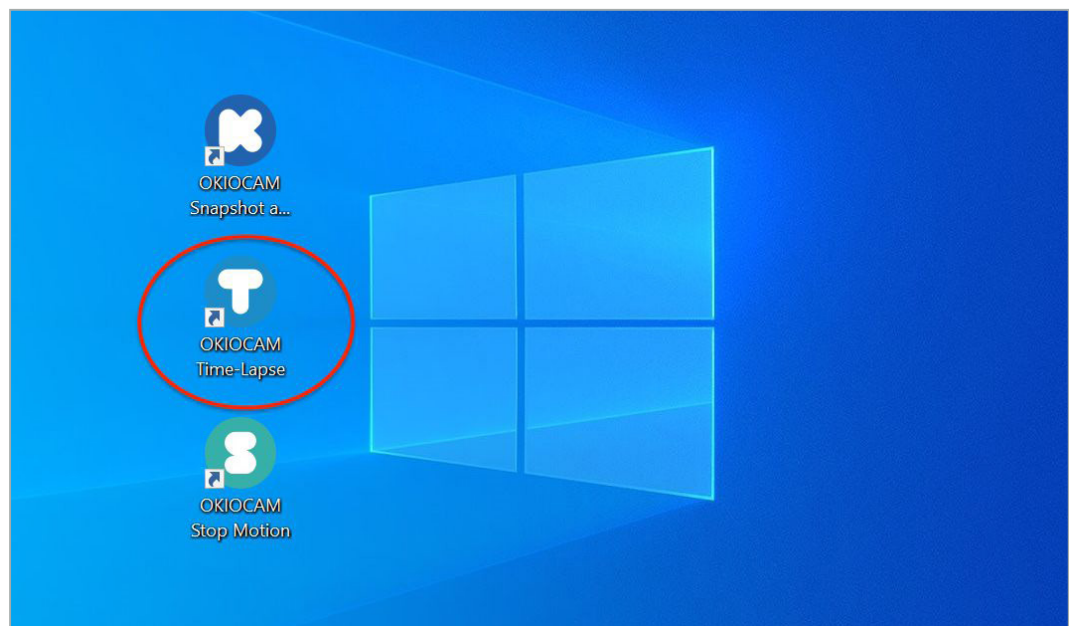 K
OKIOCAM
Snapshot a...
T
OKIOCAM
Time-Lapse
S
OKIOCAM
Stop Motion